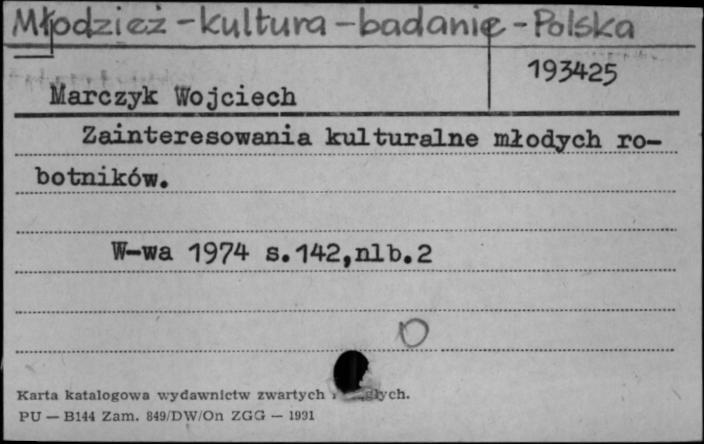 Młodzież - kultura - badanie - Polska
193425
Marczyk Wojciech
Zainteresowania kulturalne młodych ro-
botników.
W-wa 1974 s.142,nlb.2
Karta katalogowa wydawnictw zwartych
PU — B144 Zam. 849/DW/On ZGG — 1991